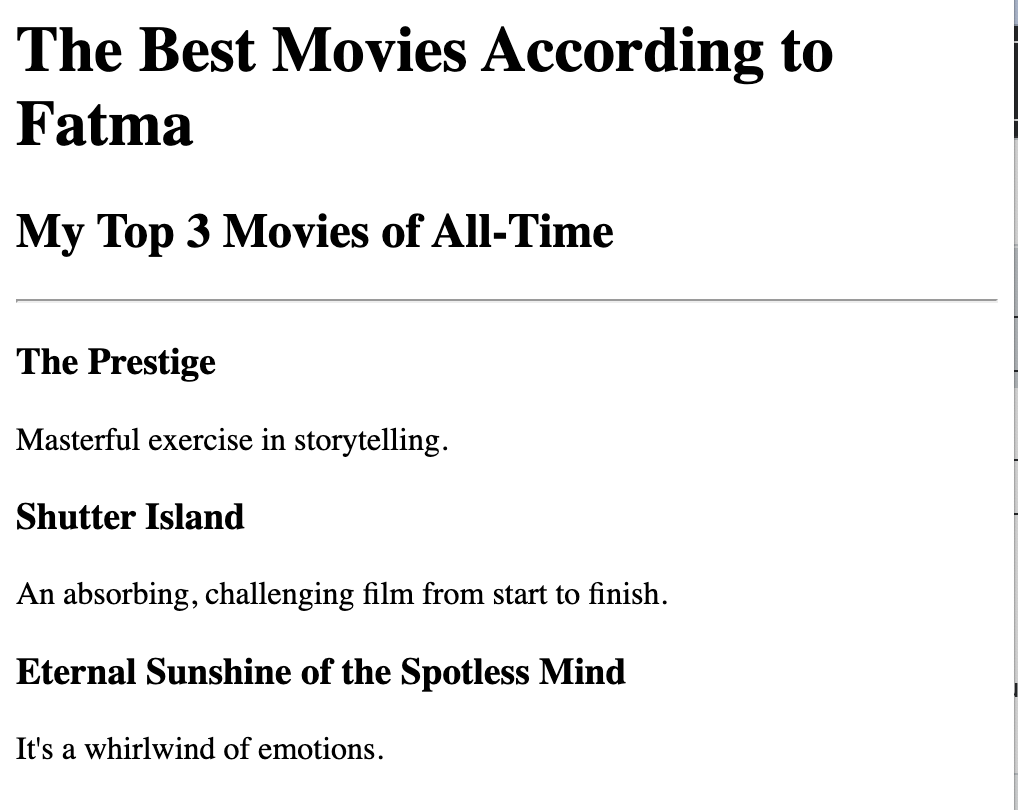 The Best Movies According to
Fatma
My Top 3 Movies of All-Time
The Prestige
Masterful exercise in storytelling.
Shutter Island
An absorbing, challenging film from start to finish.
Eternal Sunshine of the Spotless Mind
It's a whirlwind of emotions.